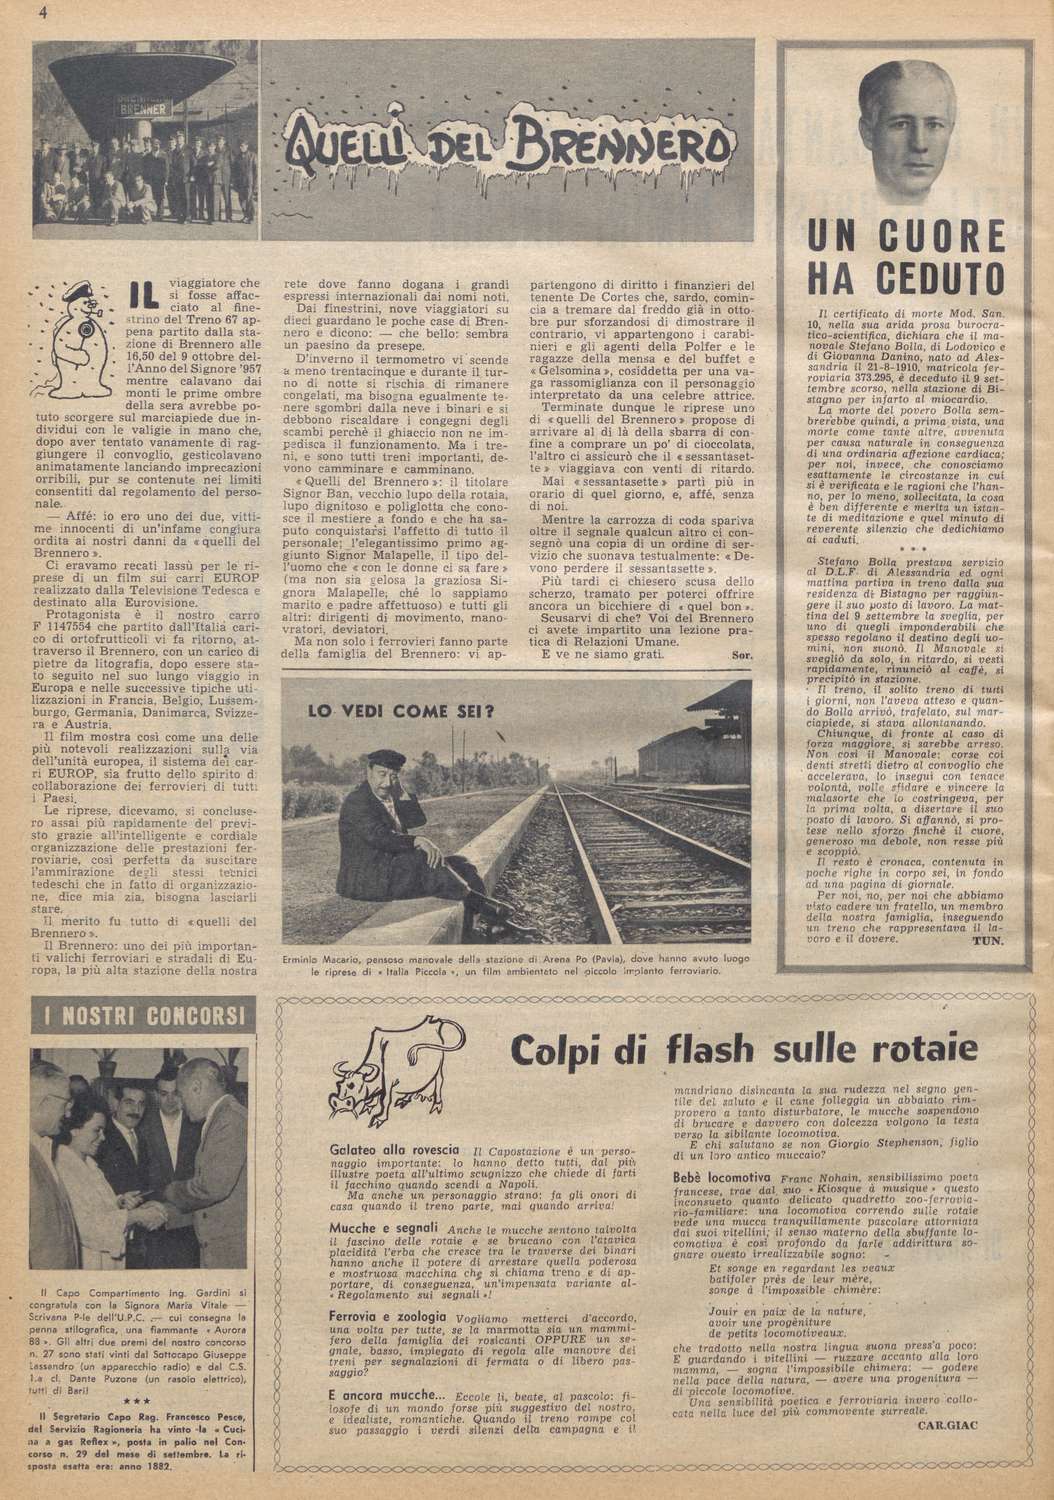 4
BRENNER
QUELLI DEL BRENNERO
IL viaggiatore che
si fosse affac-
ciato al fine-
strino del Treno 67 ap-
pena partito dalla sta-
zione di Brennero alle
16,50 del 9 ottobre del-
l'Anno del Signore '957
mentre calavano dai
monti le prime ombre
della sera avrebbe po-
tuto scorgere sul marciapiede due in-
dividui con le valigie in mano che,
dopo aver tentato vanamente di rag-
giungere il convoglio, gesticolavano
animatamente lanciando imprecazioni
orribili, pur se contenute nei limiti
consentiti dal regolamento del perso-
nale.
— Affé: io ero uno dei due, vitti-
me innocenti di un'infame congiura
ordita ai nostri danni da « quelli del
Brennero ».
Ci eravamo recati lassù per le ri-
prese di un film sui carri EUROP
realizzato dalla Televisione Tedesca e
destinato alla Eurovisione.
Protagonista è il nostro carro
F 1147554 che partito dall'Italia cari-
co di ortofrutticoli vi fa ritorno, at-
traverso il Brennero, con un carico di
pietre da litografia, dopo essere sta-
to seguito nel suo lungo viaggio in
Europa e nelle successive tipiche uti-
lizzazioni in Francia, Belgio, Lussem-
burgo, Germania, Danimarca, Svizze-
ra e Austria.
Il film mostra così come una delle
più notevoli realizzazioni sulla via
dell'unità europea, il sistema dei car-
ri EUROP, sia frutto dello spirito di
collaborazione dei ferrovieri di tutti
i Paesi.
Le riprese, dicevamo, si conclusе-
ro assai più rapidamente del previ-
sto grazie all'intelligente e cordiale
organizzazione delle prestazioni fer-
roviarie, così perfetta da suscitare
l'ammirazione degli stessi tecnici
tedeschi che in fatto di organizzazio-
ne, dice mia zia, bisogna lasciarli
stare.
Il merito fu tutto di « quelli del
Brennero ».
Il Brennero: uno dei più importan-
ti valichi ferroviari e stradali di Eu-
ropa, la più alta stazione della nostra
rete dove fanno dogana i grandi
espressi internazionali dai nomi noti.
Dai finestrini, nove viaggiatori su
dieci guardano le poche case di Bren-
nero e dicono: — che bello: sembra
un paesino da presepe.
D'inverno il termometro vi scende
a meno trentacinque e durante il tur-
no di notte si rischia di rimanere
congelati, ma bisogna egualmente te-
nere sgombri dalla neve i binari e si
debbono riscaldare i congegni degli
scambi perchè il ghiaccio non ne im-
pedisca il funzionamento. Ma i tre-
ni, e sono tutti treni importanti, de-
vono camminare e camminano.
« Quelli del Brennero »: il titolare
Signor Ban, vecchio lupo della rotaia,
lupo dignitoso e poliglotta che cono-
sce il mestiere a fondo e che ha sa-
puto conquistarsi l'affetto di tutto il
personale; l'elegantissimo primo ag-
giunto Signor Malapelle, il tipo del-
l'uomo che « con le donne ci sa fare »
(ma non sia gelosa la graziosa Si-
gnora Malapelle, ché lo sappiamo
marito e padre affettuoso) e tutti gli
altri: dirigenti di movimento, mano-
vratori, deviatori.
Ma non solo i ferrovieri fanno parte
della famiglia del Brennero: vi ap-
partengono di diritto i finanzieri del
tenente De Cortes che, sardo, comin-
cia a tremare dal freddo già in otto-
bre pur sforzandosi di dimostrare il
contrario, vi appartengono i carabi-
nieri e gli agenti della Polfer e le
ragazze della mensa e del buffet e
« Gelsomina », cosiddetta per una va-
ga rassomiglianza con il personaggio
interpretato da una celebre attrice.
Terminate dunque le riprese uno
di « quelli del Brennero » propose di
arrivare al di là della sbarra di con-
fine a comprare un po' di cioccolata,
l'altro ci assicurò che il « sessantaset-
te » viaggiava con venti di ritardo.
Mai « sessantasette » partì più in
orario di quel giorno, e, affé, senza
di noi.
Mentre la carrozza di coda spariva
oltre il segnale qualcun altro ci con-
segnò una copia di un ordine di ser-
vizio che suonava testualmente: « De-
vono perdere il sessantasette ».
Più tardi ci chiesero scusa dello
scherzo, tramato per poterci offrire
ancora un bicchiere di « quel bon ».
Scusarvi di che? Voi del Brennero
ci avete impartito una lezione pra-
tica di Relazioni Umane.
E ve ne siamo grati. Sor.
LO VEDI COME SEI?
Erminio Macario, pensoso manovale della stazione di Arena Po (Pavia), dove hanno avuto luogo
le riprese di « Italia Piccola », un film ambientato nel piccolo impianto ferroviario.
UN CUORE
HA CEDUTO
Il certificato di morte Mod. San.
10, nella sua arida prosa burocra-
tico-scientifica, dichiara che il ma-
novale Stefano Bolla, di Lodovico e
di Giovanna Danino, nato ad Ales-
sandria il 21-8-1910, matricola fer-
roviaria 373.295, è deceduto il 9 set-
tembre scorso, nella stazione di Bi-
stagno per infarto al miocardio.
La morte del povero Bolla sem-
brerebbe quindi, a prima vista, una
morte come tante altre, avvenuta
per causa naturale in conseguenza
di una ordinaria affezione cardiaca;
per noi, invece, che conosciamo
esattamente le circostanze in cui
si è verificata e le ragioni che l'han-
no, per lo meno, sollecitata, la cosa
è ben differente e merita un istan-
te di meditazione e quel minuto di
reverente silenzio che dedichiamo
ai caduti.
* * *
Stefano Bolla prestava servizio
al D.L.F. di Alessandria ed ogni
mattina partiva in treno dalla sua
residenza di Bistagno per raggiun-
gere il suo posto di lavoro. La mat-
tina del 9 settembre la sveglia, per
uno di quegli imponderabili che
spesso regolano il destino degli uo-
mini, non suonò. Il Manovale si
svegliò da solo, in ritardo, si vestì
rapidamente, rinunciò al caffè, si
precipitò in stazione.
Il treno, il solito treno di tutti
i giorni, non l'aveva atteso e quan-
do Bolla arrivò, trafelato, sul mar-
ciapiede, si stava allontanando.
Chiunque, di fronte al caso di
forza maggiore, si sarebbe arreso.
Non così il Manovale: corse coi
denti stretti dietro al convoglio che
accelerava, lo inseguì con tenace
volontà, volle sfidare e vincere la
malasorte che lo costringeva, per
la prima volta, a disertare il suo
posto di lavoro. Si affannò, si pro-
tese nello sforzo finchè il cuore,
generoso ma debole, non resse più
e scoppiò.
Il resto è cronaca, contenuta in
poche righe in corpo sei, in fondo
ad una pagina di giornale.
Per noi, no, per noi che abbiamo
visto cadere un fratello, un membro
della nostra famiglia, inseguendo
un treno che rappresentava il la-
voro e il dovere. TUN.
I NOSTRI CONCORSI
Il Capo Compartimento Ing. Gardini si
congratula con la Signora Maria Vitale —
Scrivana P-le dell'U.P.C. — cui consegna la
penna stilografica, una fiammante « Aurora
88 ». Gli altri due premi del nostro concorso
n. 27 sono stati vinti dal Sottocapo Giuseppe
Lassandro (un apparecchio radio) e dal C.S.
1.a cl. Dante Puzone (un rasoio elettrico),
tutti di Bari!
★★★
Il Segretario Capo Rag. Francesco Pesce,
del Servizio Ragioneria ha vinto la « Cuci-
na a gas Reflex », posta in palio nel Con-
corso n. 29 del mese di settembre. La ri-
sposta esatta era: anno 1882.
Colpi di flash sulle rotaie
Galateo alla rovescia Il Capostazione è un perso-
naggio importante: lo hanno detto tutti, dal più
illustre poeta all'ultimo scugnizzo che chiede di farti
il facchino quando scendi a Napoli.
Ma anche un personaggio strano: fa gli onori di
casa quando il treno parte, mai quando arriva!
Mucche e segnali Anche le mucche sentono talvolta
il fascino delle rotaie e se brucano con l'atavica
placidità l'erba che cresce tra le traverse dei binari
hanno anche il potere di arrestare quella poderosa
e mostruosa macchina che si chiama treno e di ap-
portare, di conseguenza, un'impensata variante al-
« Regolamento sui segnali »!
Ferrovia e zoologia Vogliamo metterci d'accordo,
una volta per tutte, se la marmotta sia un mammi-
fero della famiglia dei rosicanti OPPURE un se-
gnale, basso, impiegato di regola alle manovre dei
treni per segnalazioni di fermata o di libero pas-
saggio?
E ancora mucche... Eccole lì, beate, al pascolo: fi-
losofe di un mondo forse più suggestivo del nostro,
e idealiste, romantiche. Quando il treno rompe col
suo passaggio i verdi silenzi della campagna e il
mandriano disincanta la sua rudezza nel segno gen-
tile del saluto e il cane folleggia un abbaiato rim-
provero a tanto disturbatore, le mucche sospendono
di brucare e davvero con dolcezza volgono la testa
verso la sibilante locomotiva.
E chi salutano se non Giorgio Stephenson, figlio
di un loro antico muccaio?
Bebè locomotiva Franc Nohain, sensibilissimo poeta
francese, trae dal suo « Kiosque à musique » questo
inconsueto quanto delicato quadretto zoo-ferrovia-
rio-familiare: una locomotiva correndo sulle rotaie
vede una mucca tranquillamente pascolare attorniata
dai suoi vitellini; il senso materno della sbuffante lo-
comotiva è così profondo da farle addirittura so-
gnare questo irrealizzabile sogno:
Et songe en regardant les veaux
batifoler près de leur mère,
songe à l'impossible chimère:
Jouir en paix de la nature,
avoir une progéniture
de petits locomotiveaux.
che tradotto nella nostra lingua suona press'a poco:
E guardando i vitellini — ruzzare accanto alla loro
mamma, — sogna l'impossibile chimera: — godere
nella pace della natura, — avere una progenitura —
di piccole locomotive.
Una sensibilità poetica e ferroviaria invero collo-
cata nella luce del più commovente surreale.
CAR.GIAC